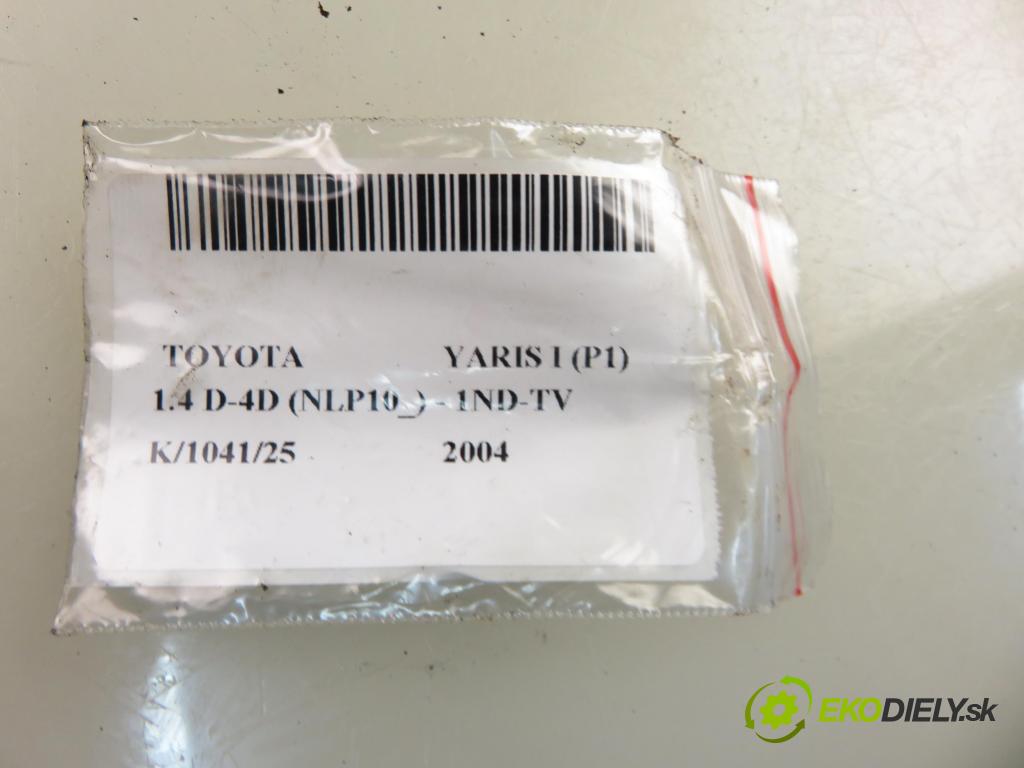 TOYOTA YARIS I (P1)
1.4 D-4D (NLP10_) - 1ND-TV
K/1041/25 2004
EKODIELY.sk